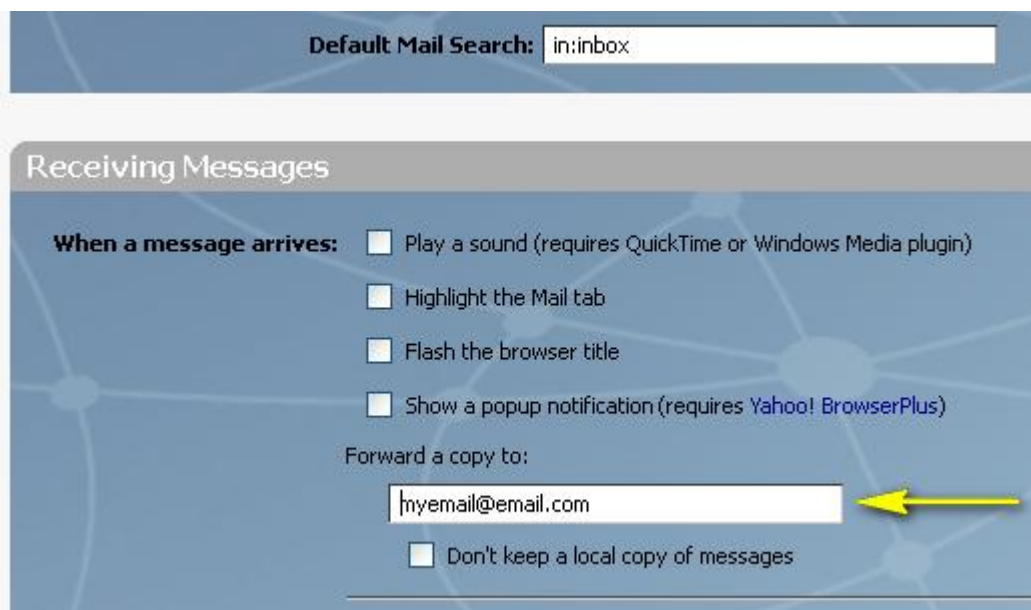 Default Mail Search: in:inbox
Receiving Messages
When a message arrives: Play a sound (requires QuickTime or Windows Media plugin)
Highlight the Mail tab
Flash the browser title
Show a popup notification (requires Yahoo! BrowserPlus)
Forward a copy to:
myemail@email.com
Don't keep a local copy of messages